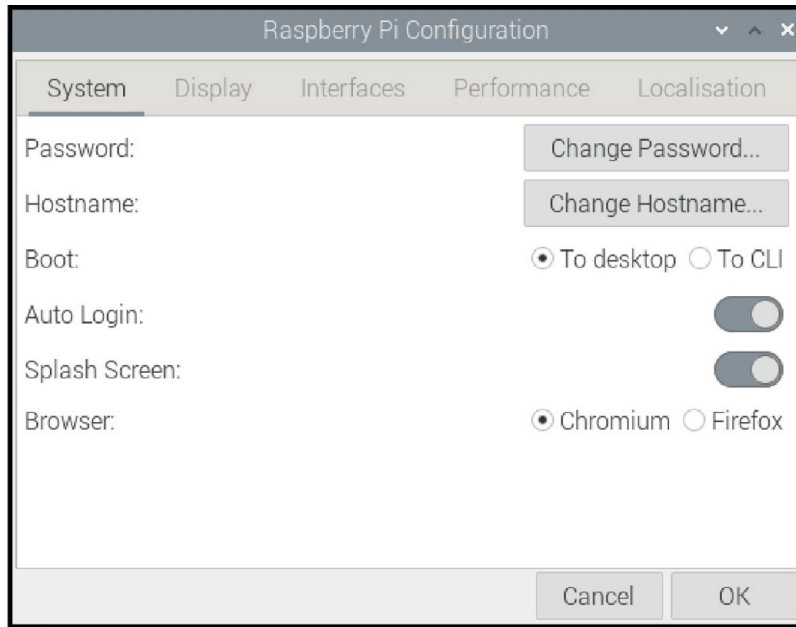 Raspberry Pi Configuration
System Display Interfaces Performance Localisation
Password: Change Password...
Hostname: Change Hostname...
Boot: To desktop To CLI
Auto Login:
Splash Screen:
Browser: Chromium Firefox
Cancel OK